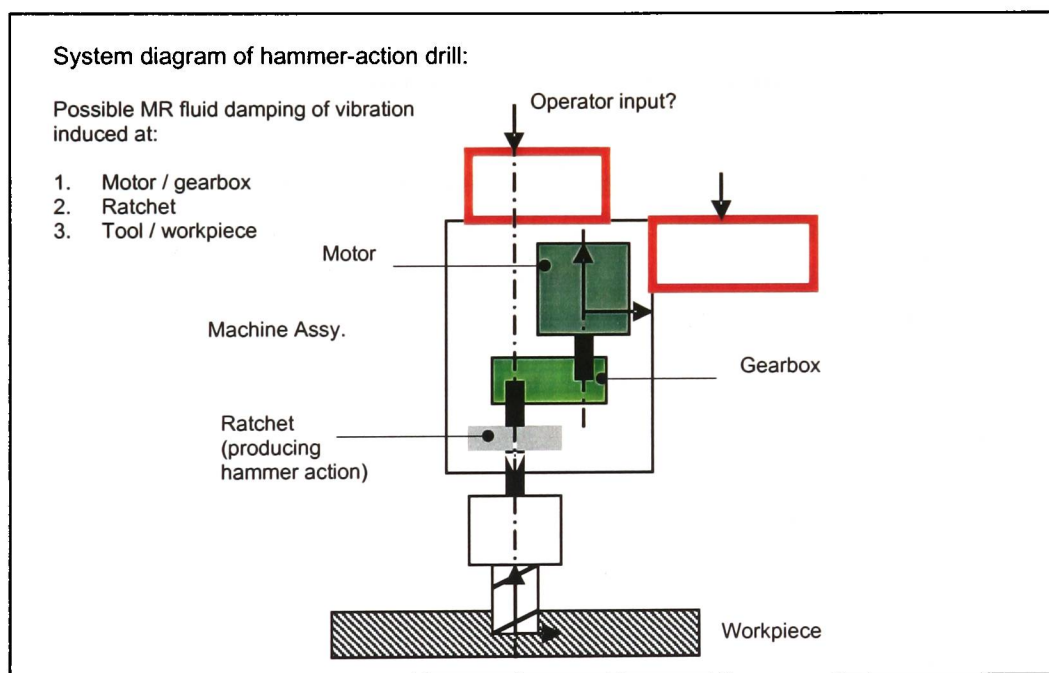 System diagram of hammer-action drill:
Possible MR fluid damping of vibration
induced at:
1. Motor / gearbox
2. Ratchet
3. Tool / workpiece
Operator input?
Motor
Machine Assy.
Gearbox
Ratchet
(producing
hammer action)
Workpiece